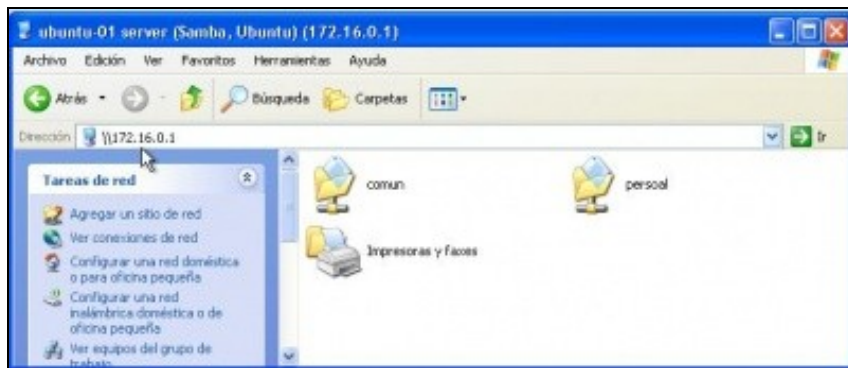 ubuntu-01 server (Samba, Ubuntu) (172.16.0.1)
Archivo Edición Ver Favoritos Herramientas Ayuda
Atrás Búsqueda Carpetas
Dirección \\172.16.0.1 Ir
Tareas de red
Agregar un sitio de red
Ver conexiones de red
Configurar una red doméstica
o para oficina pequeña
Configurar una red
inalámbrica doméstica o de
oficina pequeña
Ver equipos del grupo de
trabajo
comun
persoal
Impresoras y faxes